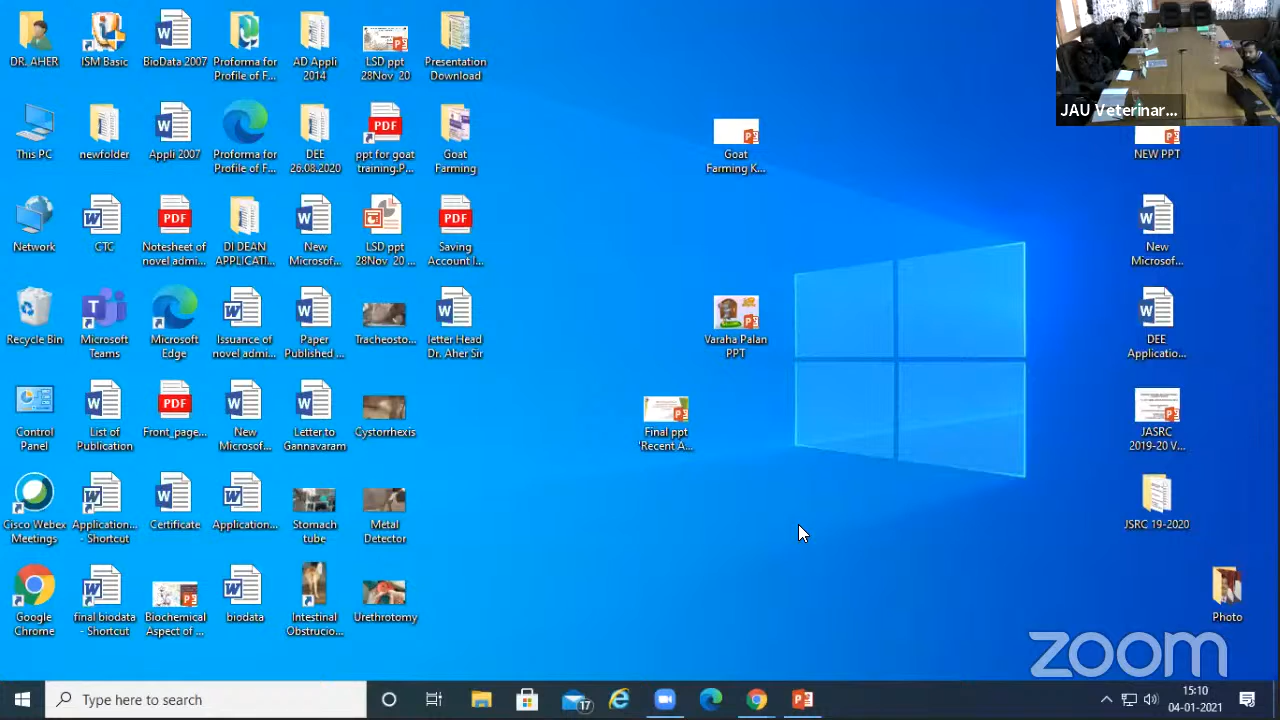 DR. AHER
ISM Basic
BioData 2007
Proforma for
Profile of F...
AD Appli
2014
LSD ppt
28Nov 20
Presentation
Download
JAU Veterinar...
This PC
newfolder
Appli 2007
Proforma for
Profile of F...
DEE
26.08.2020
PDF
ppt for goat
training.P...
Goat
Farming
Goat
Farming K...
NEW PPT
Network
CTC
PDF
Notesheet of
novel admi...
DI DEAN
APPLICATI...
New
Microsof...
LSD ppt
28Nov 20 ...
PDF
Saving
Account I...
New
Microsof...
Recycle Bin
Microsoft
Teams
Microsoft
Edge
Issuance of
novel admi...
Paper
Published ...
Tracheosto...
letter Head
Dr. Aher Sir
Varaha Palan
PPT
DEE
Applicatio...
Control
Panel
List of
Publication
PDF
Front_page...
New
Microsof...
Letter to
Gannavaram
Cystorrhexis
Final ppt
'Recent A...
JASRC
2019-20 V...
Cisco Webex
Meetings
Application...
- Shortcut
Certificate
Application...
Stomach
tube
Metal
Detector
JSRC 19-2020
Google
Chrome
final biodata
- Shortcut
Biochemical
Aspect of ...
biodata
Intestinal
Obstrucio...
Urethrotomy
Photo
zoom
Type here to search
17
15:10
04-01-2021